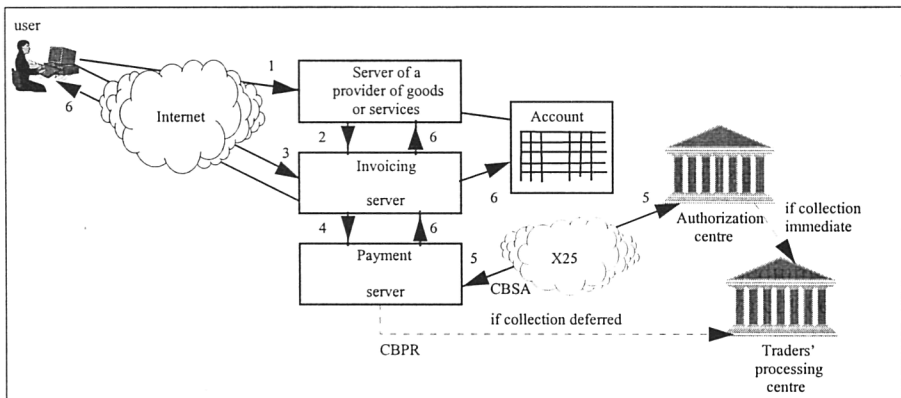 user
1
Server of a
provider of goods
or services
6
Internet
Account
2
6
3
Invoicing
server
6
5
Authorization
centre
if collection
immediate
4
6
Payment
server
5
X25
CBSA
if collection deferred
CBPR
Traders'
processing
centre